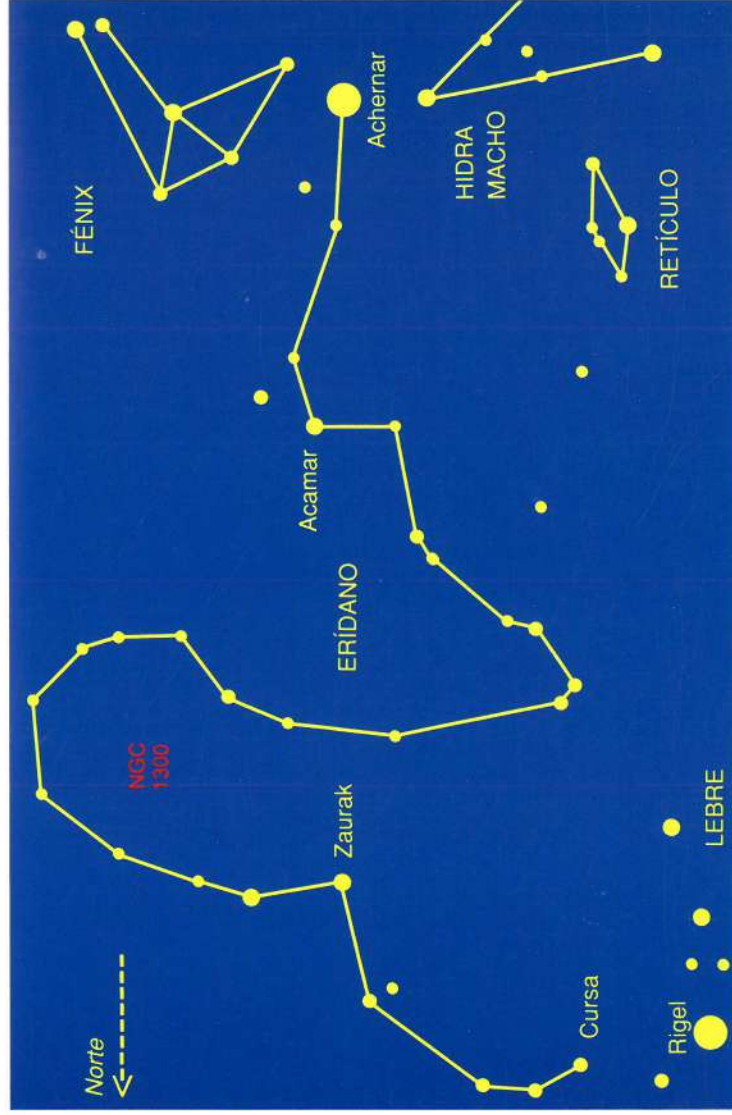 FÉNIX
Achernar
HIDRA
MACHO
RETÍCULO
Acamar
ERÍDANO
NGC
1300
Zaurak
LEBRE
Norte
Cursa
Rigel